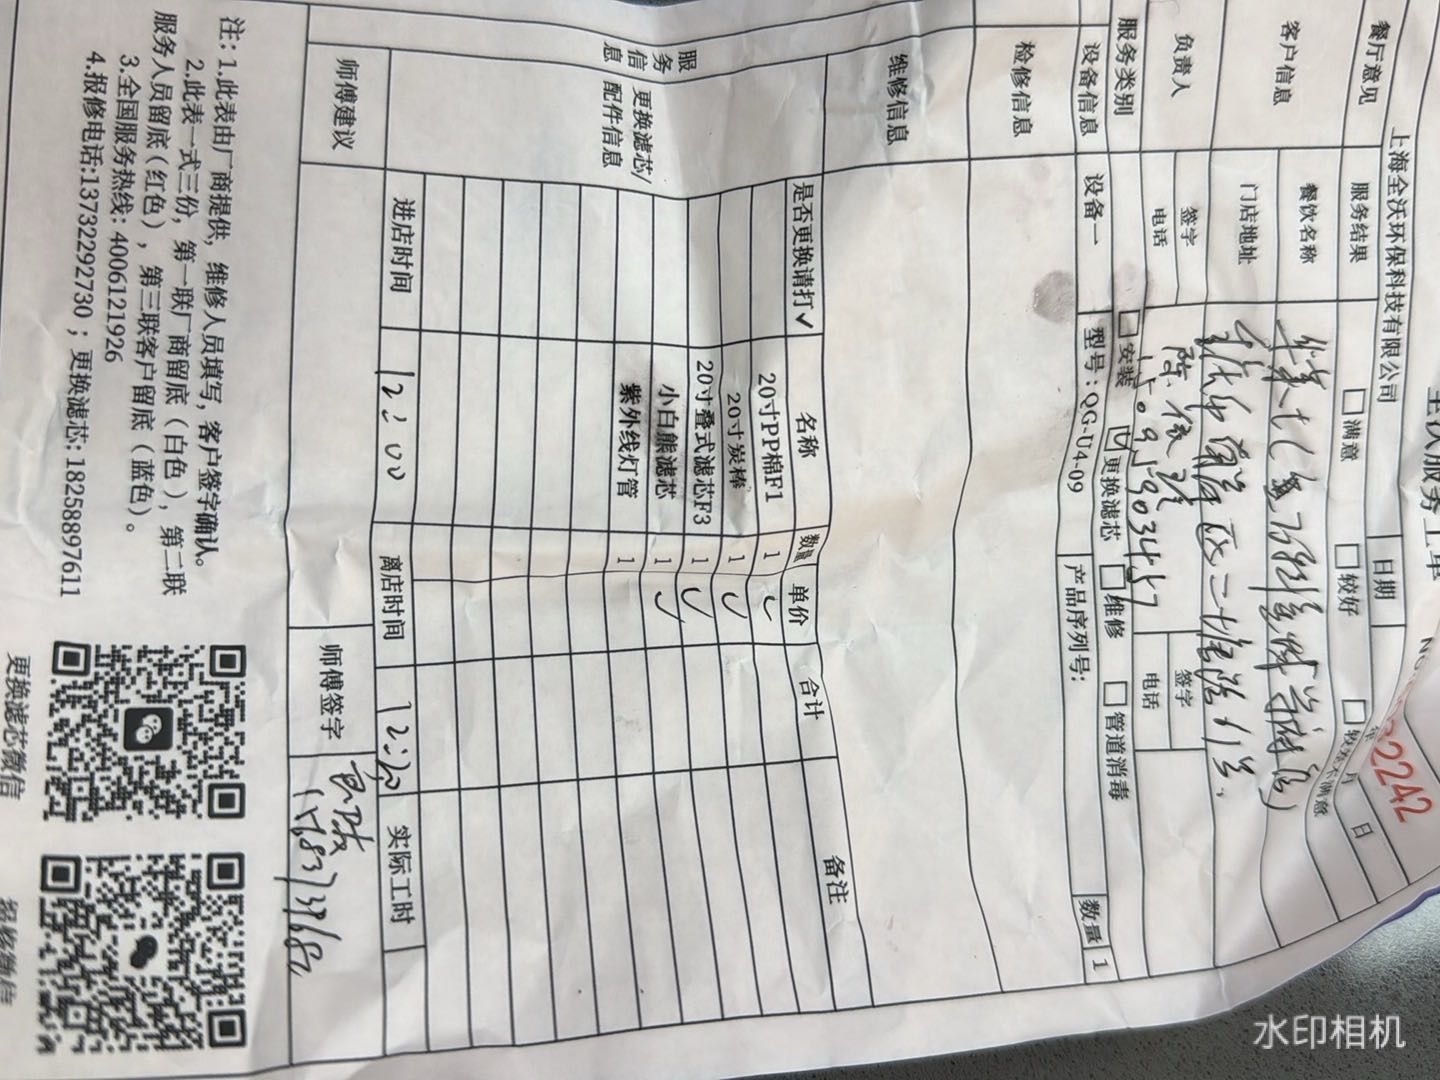 全沃服务工单
2242
上海全沃环保科技有限公司
日期
年 月 日
餐厅意见 服务结果 □满意 □较好 □较差不满意
客户信息 餐饮名称
门店地址
负责人 签字 签字
电话 电话
服务类别 □安装 ☑更换滤芯 □维修 □管道消毒
设备信息 设备一 型号:QG-U4-09 产品序列号: 数量 1
检修信息
维修信息
服务信息
更换滤芯/配件信息
是否更换请打✓ 名称 数量 单价 合计 备注
20寸PP棉F1 1 ✓
20寸炭棒 1 ✓
20寸叠式滤芯F3 1 ✓
小白熊滤芯 1 ✓
紫外线灯管 1
进店时间 12:00 离店时间 12:20 实际工时
师傅建议 师傅签字
注:1.此表由厂商提供,维修人员填写,客户签字确认。
2.此表一式三份,第一联厂商留底(白色),第二联
服务人员留底(红色),第三联客户留底(蓝色)。
3.全国服务热线:4006121926
4.报修电话:13732292730;更换滤芯:18258897611
更换滤芯微信
报修微信
水印相机